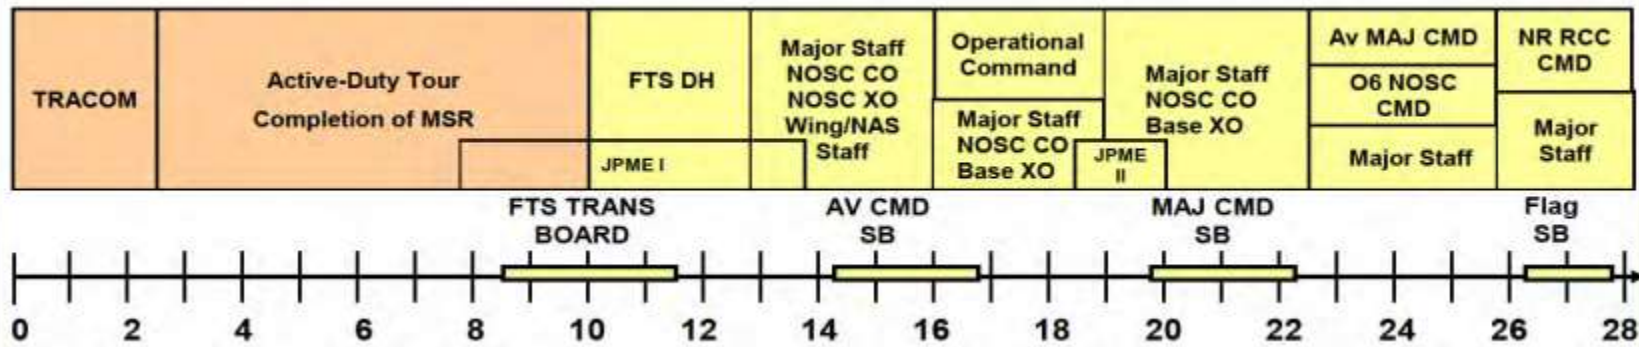 TRACOM
Active-Duty Tour
Completion of MSR
FTS DH
JPME I
Major Staff
NOSC CO
NOSC XO
Wing/NAS
Staff
Operational
Command
Major Staff
NOSC CO
Base XO
JPME
II
Major Staff
NOSC CO
Base XO
Av MAJ CMD
O6 NOSC
CMD
Major Staff
NR RCC
CMD
Major
Staff
FTS TRANS
BOARD
AV CMD
SB
MAJ CMD
SB
Flag
SB
0 2 4 6 8 10 12 14 16 18 20 22 24 26 28